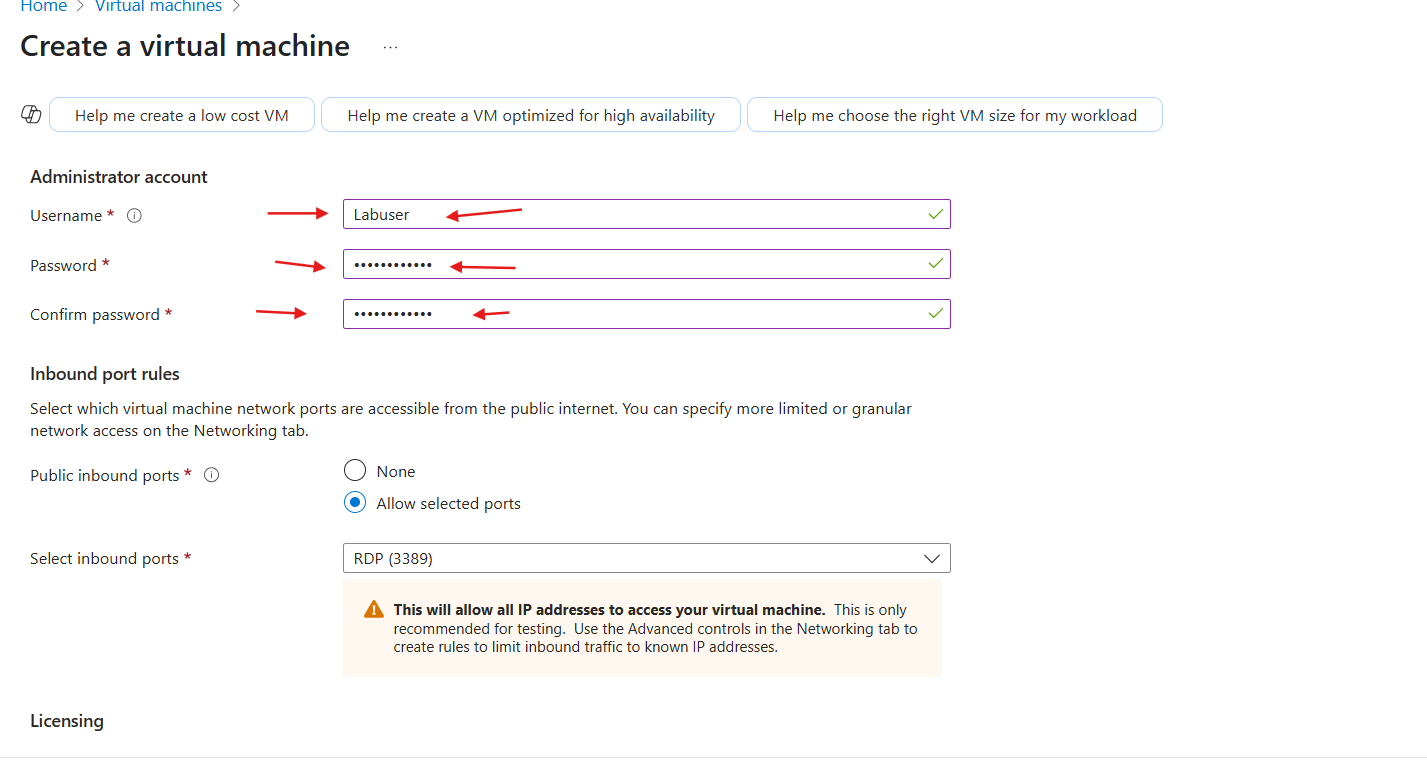 Home > Virtual machines >
Create a virtual machine ...
Help me create a low cost VM Help me create a VM optimized for high availability Help me choose the right VM size for my workload
Administrator account
Username * Labuser
Password * ••••••••••••
Confirm password * ••••••••••••
Inbound port rules
Select which virtual machine network ports are accessible from the public internet. You can specify more limited or granular
network access on the Networking tab.
Public inbound ports * None
Allow selected ports
Select inbound ports * RDP (3389)
This will allow all IP addresses to access your virtual machine. This is only
recommended for testing. Use the Advanced controls in the Networking tab to
create rules to limit inbound traffic to known IP addresses.
Licensing